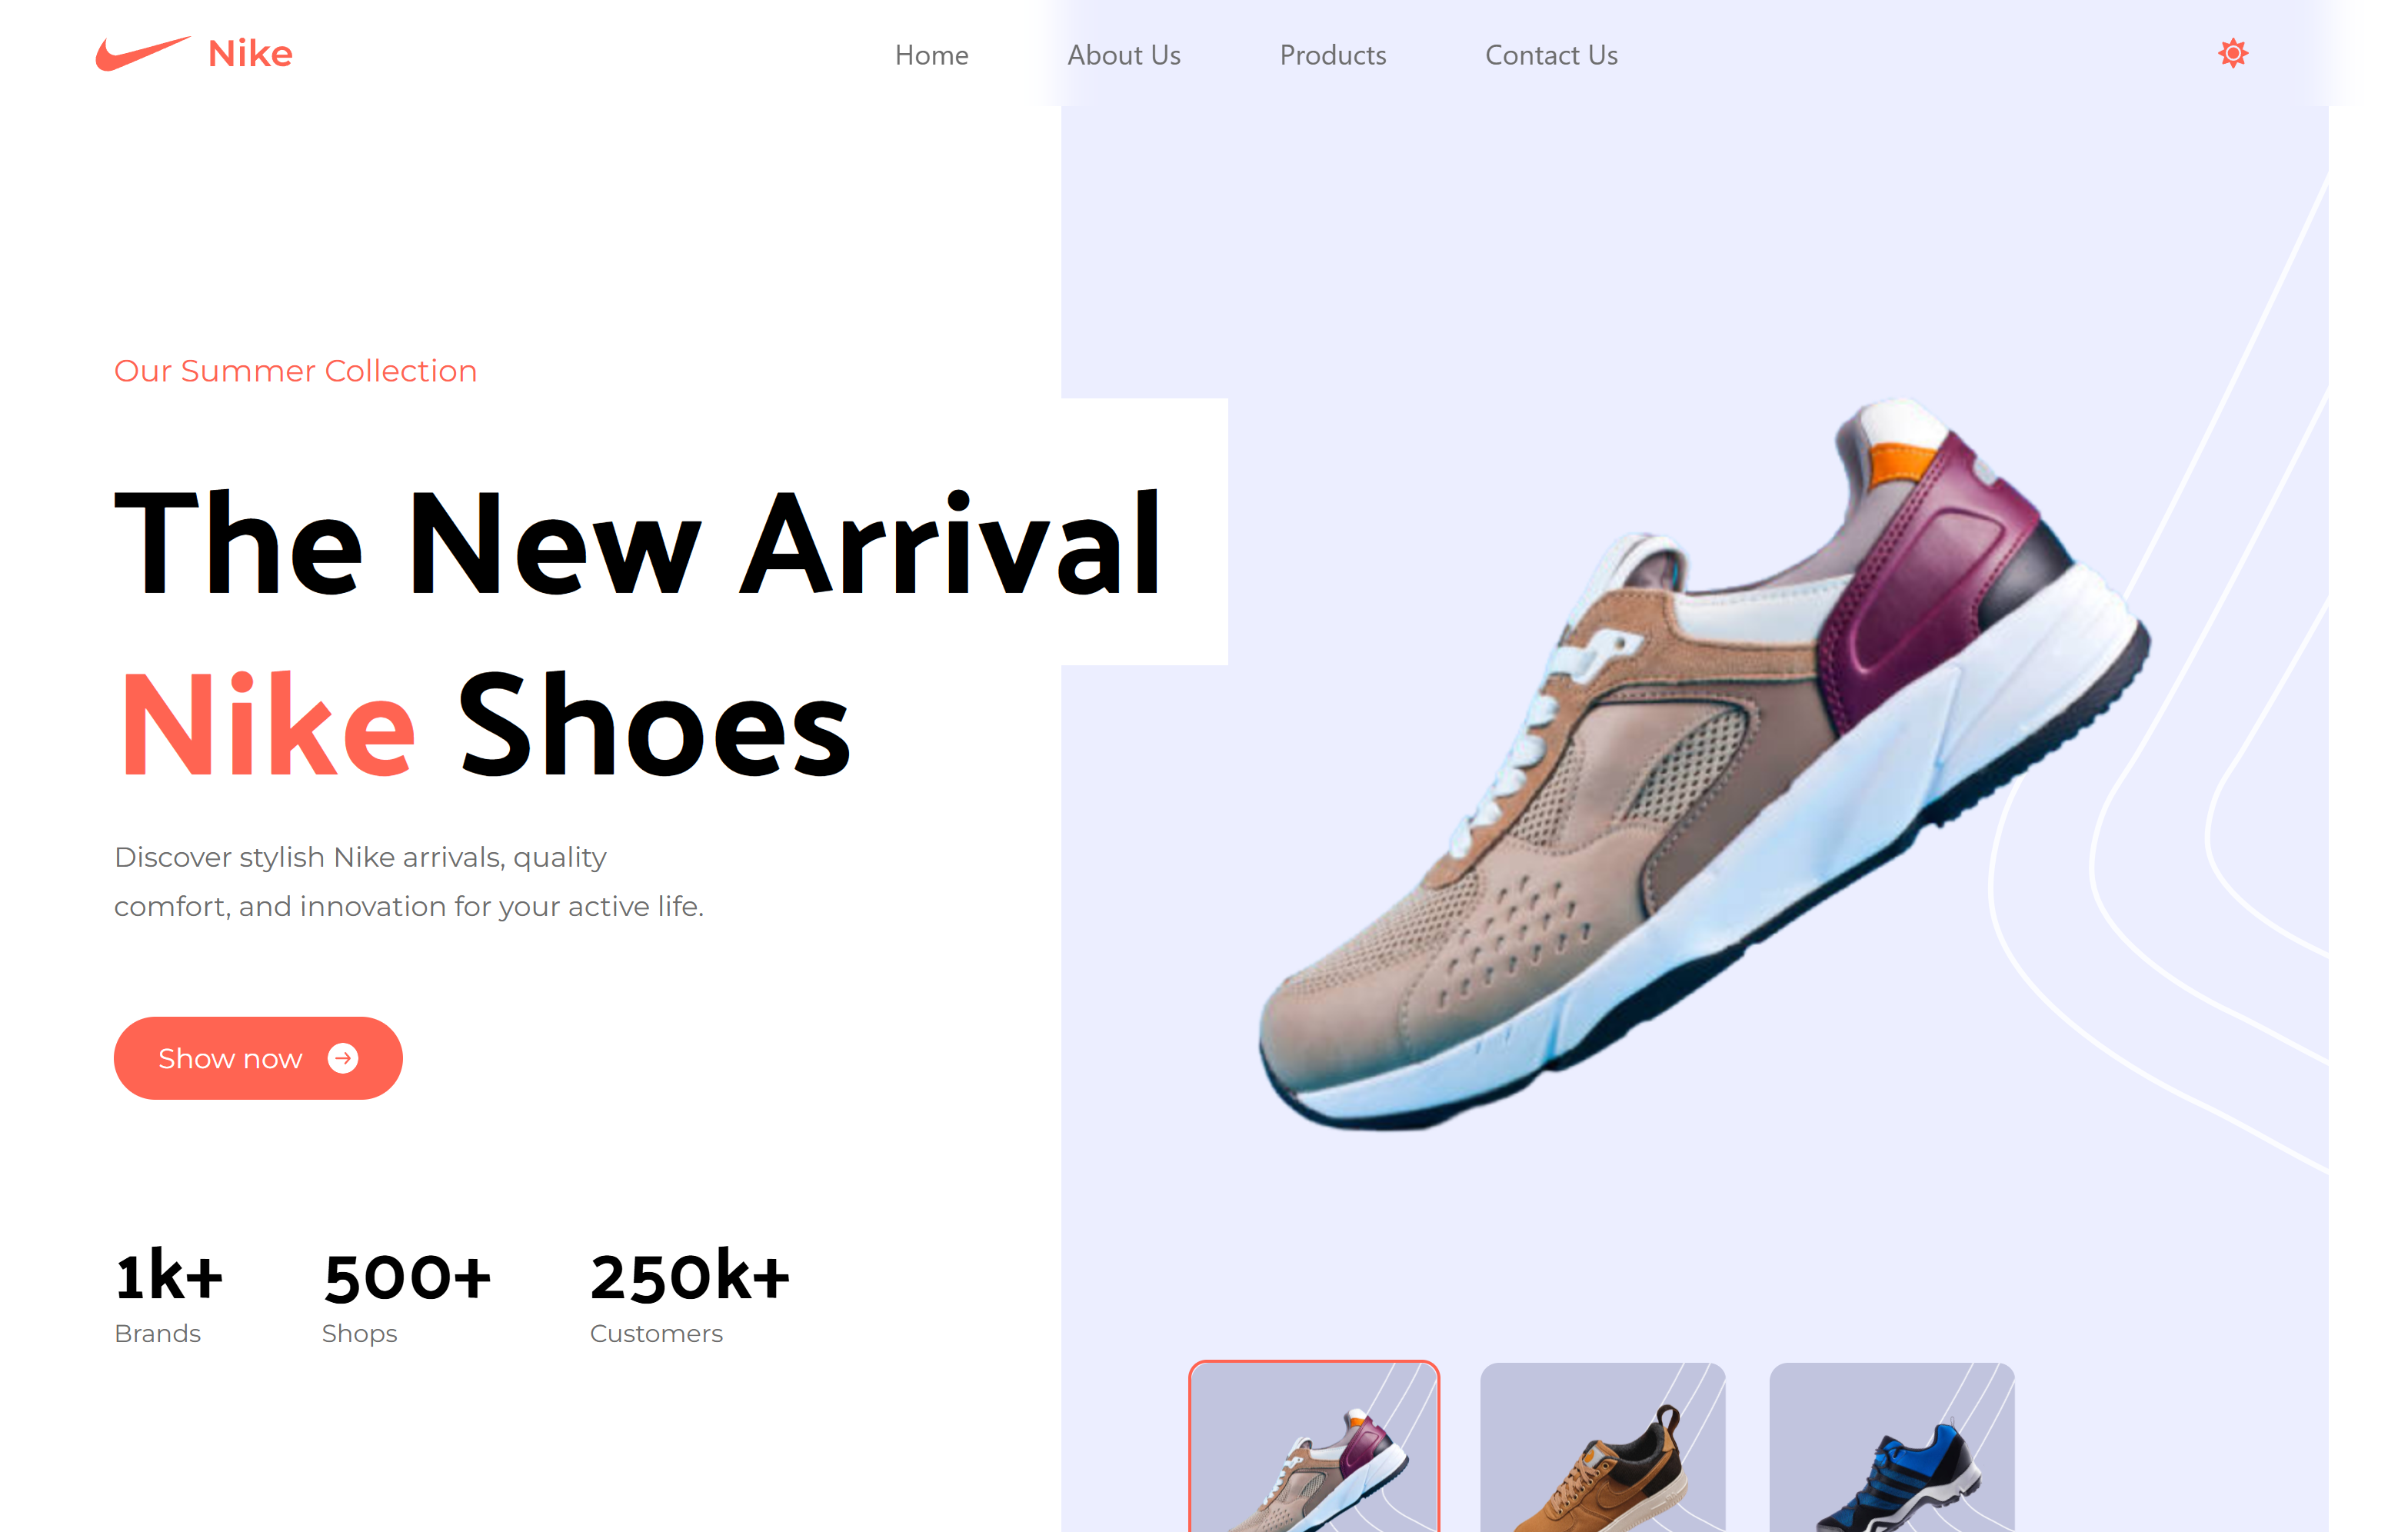 Nike
Home
About Us
Products
Contact Us
Our Summer Collection
The New Arrival
Nike Shoes
Discover stylish Nike arrivals, quality
comfort, and innovation for your active life.
Show now
1k+
Brands
500+
Shops
250k+
Customers